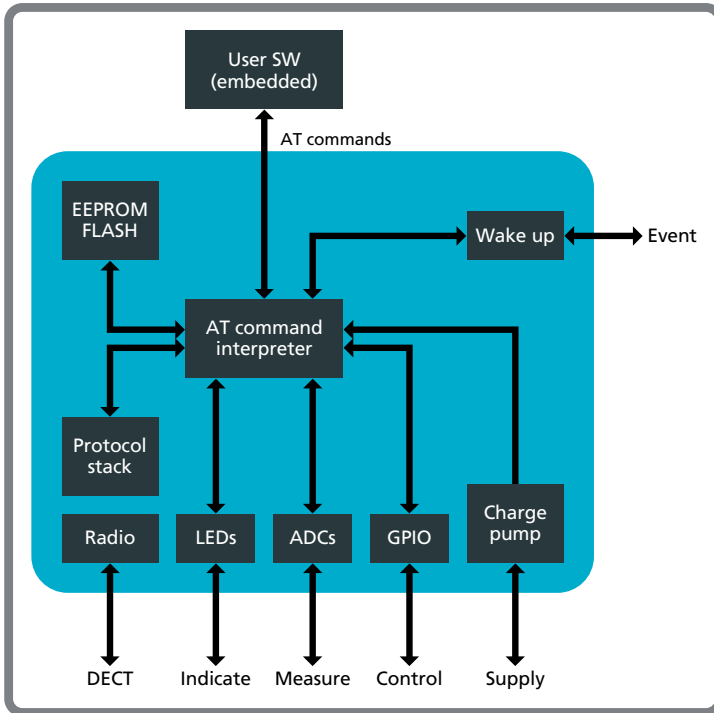 User SW
(embedded)
AT commands
EEPROM
FLASH
Wake up
Event
AT command
interpreter
Protocol
stack
Radio
LEDs
ADCs
GPIO
Charge
pump
DECT
Indicate
Measure
Control
Supply